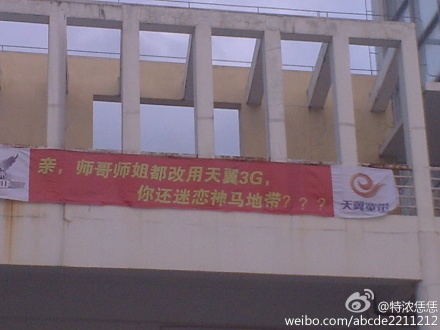 亲，师哥师姐都改用天翼3G，
你还迷恋神马地带？？？
天翼宽带
@特浓恁恁
weibo.com/abcde2211212